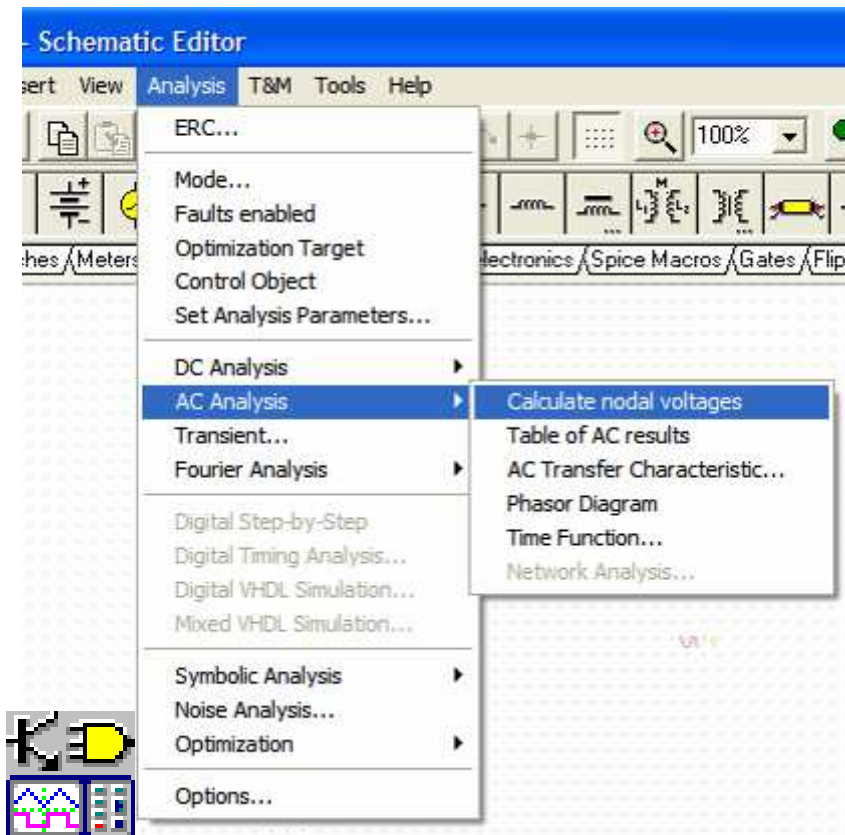 - Schematic Editor
sert View Analysis T&M Tools Help
100%
M
L1 L2
ches Meters lectronics Spice Macros Gates Flip
ERC...
Mode...
Faults enabled
Optimization Target
Control Object
Set Analysis Parameters...
DC Analysis
AC Analysis
Transient...
Fourier Analysis
Digital Step-by-Step
Digital Timing Analysis...
Digital VHDL Simulation...
Mixed VHDL Simulation...
Symbolic Analysis
Noise Analysis...
Optimization
Options...
Calculate nodal voltages
Table of AC results
AC Transfer Characteristic...
Phasor Diagram
Time Function...
Network Analysis...